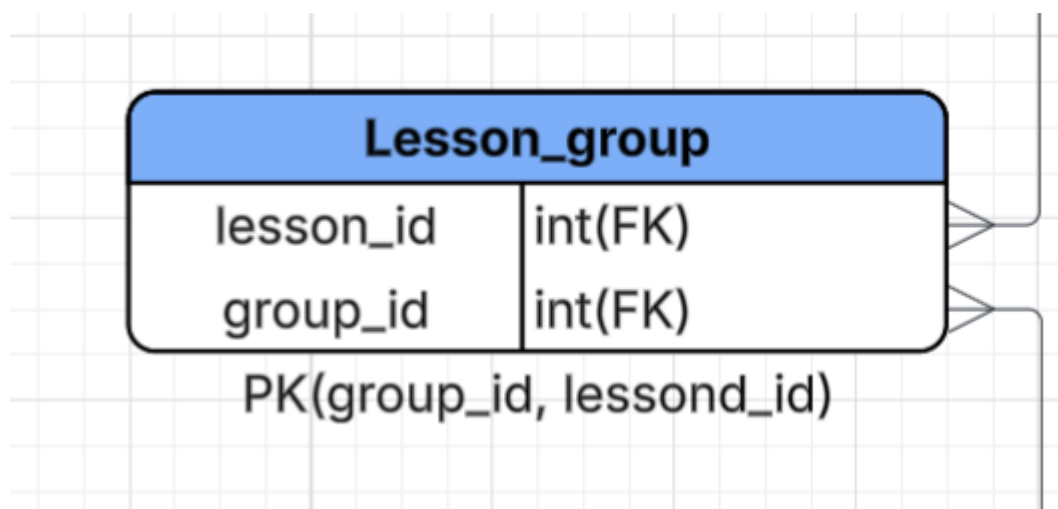 Lesson_group
lesson_id int(FK)
group_id int(FK)
PK(group_id, lessond_id)